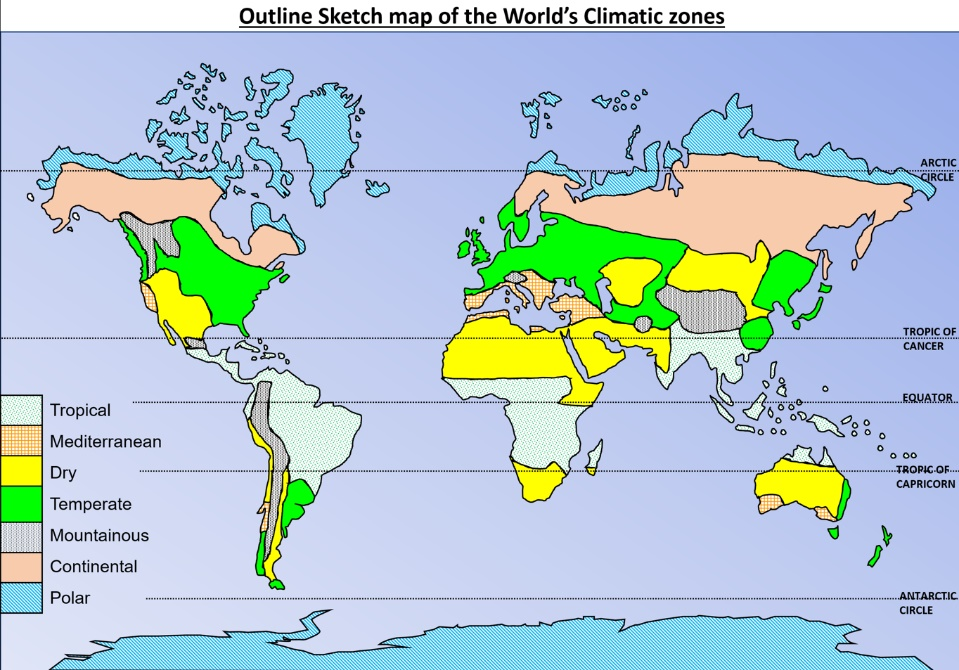 Outline Sketch map of the World's Climatic zones
ARCTIC
CIRCLE
TROPIC OF
CANCER
EQUATOR
Tropical
Mediterranean
Dry
Temperate
Mountainous
Continental
Polar
TROPIC OF
CAPRICORN
ANTARCTIC
CIRCLE